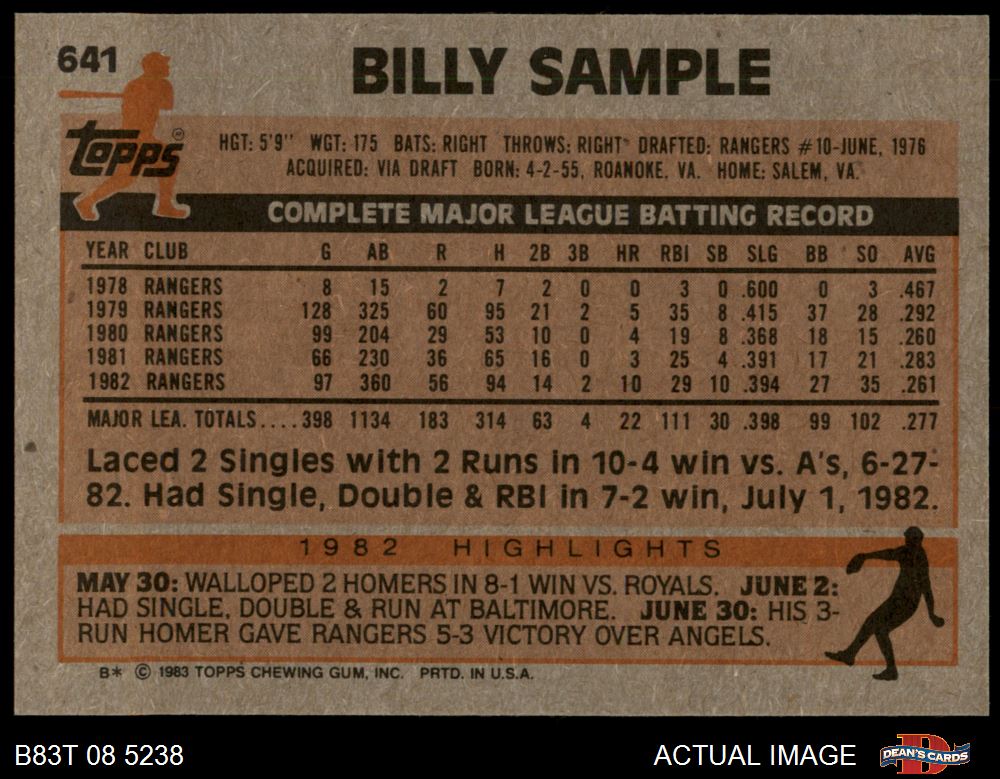 641
BILLY SAMPLE
topps
HGT: 5'9" WGT: 175 BATS: RIGHT THROWS: RIGHT DRAFTED: RANGERS #10-JUNE, 1976
ACQUIRED: VIA DRAFT BORN: 4-2-55, ROANOKE, VA. HOME: SALEM, VA.
COMPLETE MAJOR LEAGUE BATTING RECORD
YEAR CLUB G AB R H 2B 3B HR RBI SB SLG BB SO AVG
1978 RANGERS 8 15 2 7 2 0 0 3 0 .600 0 3 .467
1979 RANGERS 128 325 60 95 21 2 5 35 8 .415 37 28 .292
1980 RANGERS 99 204 29 53 10 0 4 19 8 .368 18 15 .260
1981 RANGERS 66 230 36 65 16 0 3 25 4 .391 17 21 .283
1982 RANGERS 97 360 56 94 14 2 10 29 10 .394 27 35 .261
MAJOR LEA. TOTALS....398 1134 183 314 63 4 22 111 30 .398 99 102 .277
Laced 2 Singles with 2 Runs in 10-4 win vs. A's, 6-27-
82. Had Single, Double & RBI in 7-2 win, July 1, 1982.
1982 HIGHLIGHTS
MAY 30: WALLOPED 2 HOMERS IN 8-1 WIN VS. ROYALS. JUNE 2:
HAD SINGLE, DOUBLE & RUN AT BALTIMORE. JUNE 30: HIS 3-
RUN HOMER GAVE RANGERS 5-3 VICTORY OVER ANGELS.
B* © 1983 TOPPS CHEWING GUM, INC. PRTD. IN U.S.A.
B83T 08 5238
ACTUAL IMAGE
D
DEAN'S CARDS